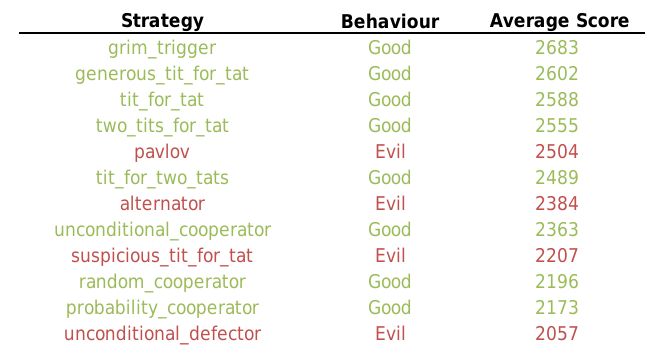 Strategy Behaviour Average Score
grim_trigger Good 2683
generous_tit_for_tat Good 2602
tit_for_tat Good 2588
two_tits_for_tat Good 2555
pavlov Evil 2504
tit_for_two_tats Good 2489
alternator Evil 2384
unconditional_cooperator Good 2363
suspicious_tit_for_tat Evil 2207
random_cooperator Good 2196
probability_cooperator Good 2173
unconditional_defector Evil 2057